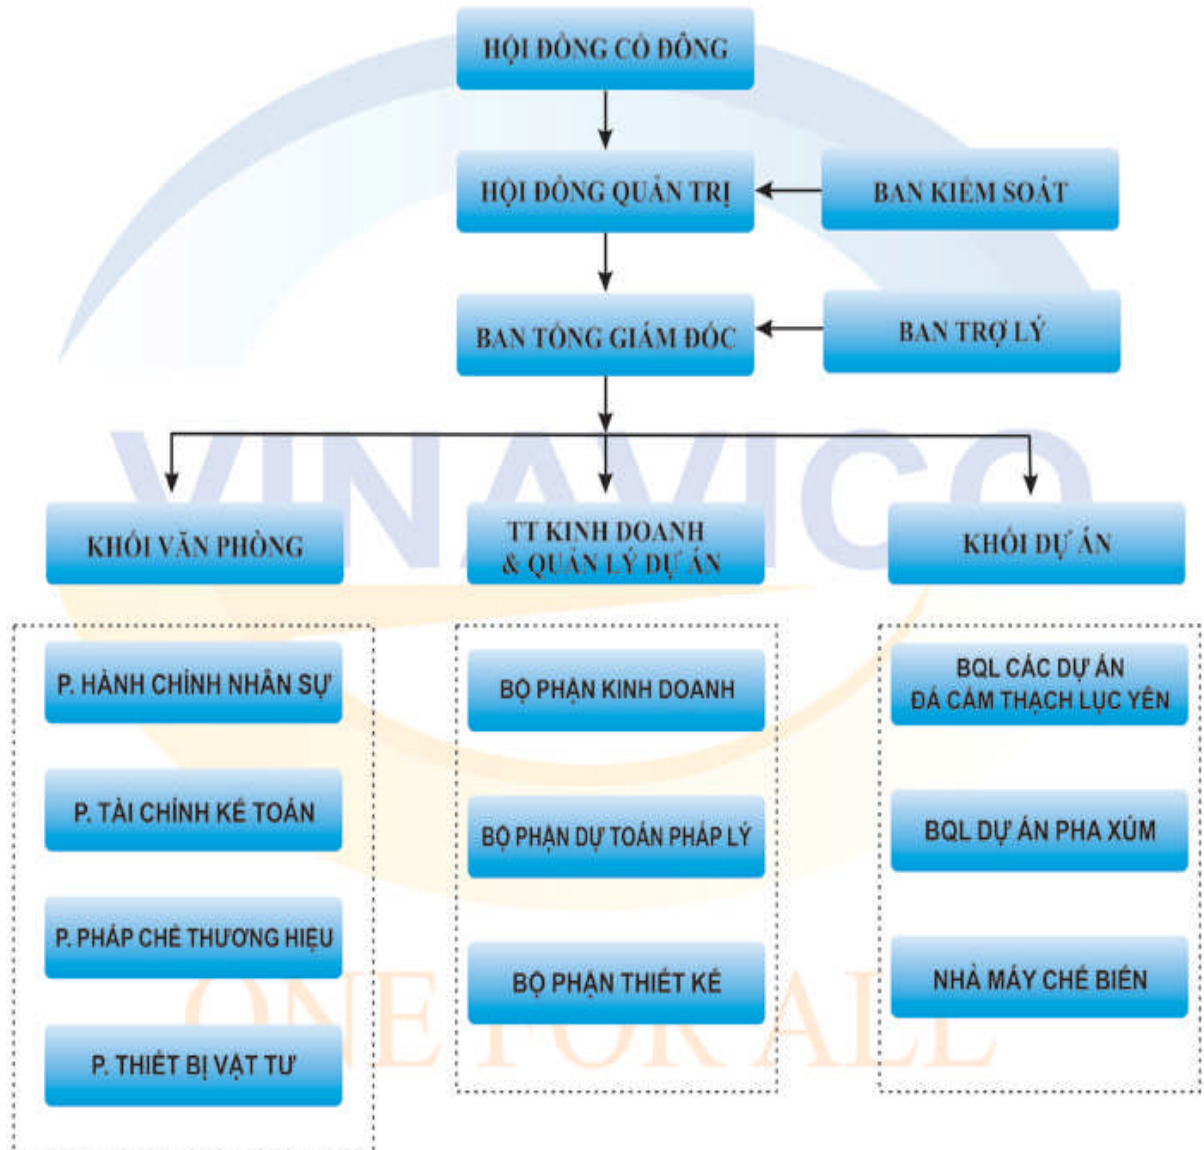 HỘI ĐỒNG CỔ ĐÔNG
HỘI ĐỒNG QUẢN TRỊ
BAN KIỂM SOÁT
BAN TỔNG GIÁM ĐỐC
BAN TRỢ LÝ
VINAVICO
KHỐI VĂN PHÒNG
TT KINH DOANH
& QUẢN LÝ DỰ ÁN
KHỐI DỰ ÁN
P. HÀNH CHÍNH NHÂN SỰ
P. TÀI CHÍNH KẾ TOÁN
P. PHÁP CHẾ THƯƠNG HIỆU
P. THIẾT BỊ VẬT TƯ
BỘ PHẬN KINH DOANH
BỘ PHẬN DỰ TOÁN PHÁP LÝ
BỘ PHẬN THIẾT KẾ
BQL CÁC DỰ ÁN
ĐÁ CẨM THẠCH LỤC YÊN
BQL DỰ ÁN PHA XÚM
NHÀ MÁY CHẾ BIẾN
ONE FOR ALL